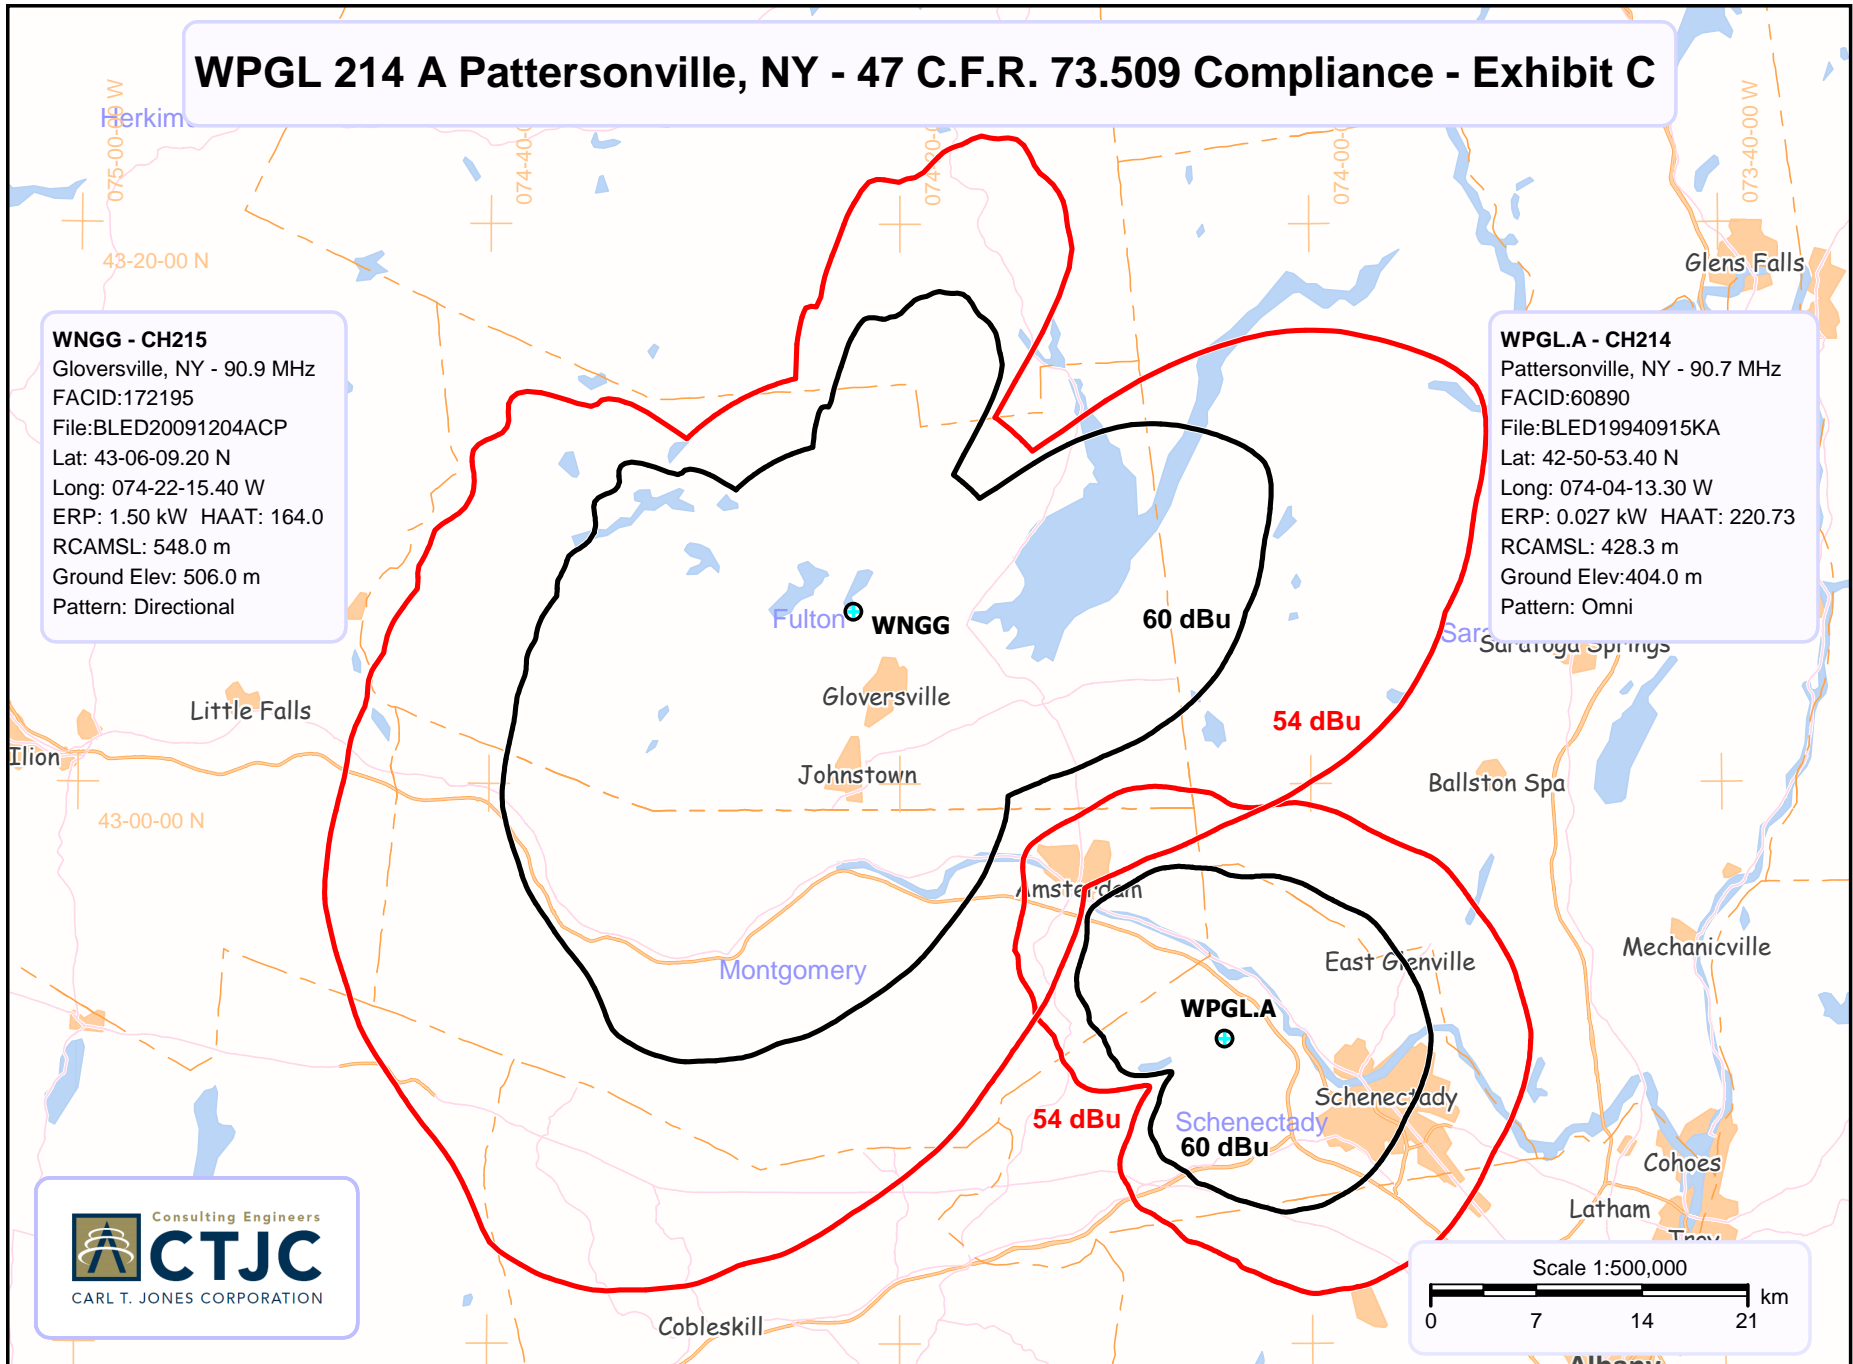 WPGL 214 A Pattersonville, NY - 47 C.F.R. 73.509 Compliance - Exhibit C
075-00-00 W
074-00-
073-40-00 W
43-20-00 N
Glens Falls
WNGG - CH215
Gloversville, NY - 90.9 MHz
FACID:172195
File:BLED20091204ACP
Lat: 43-06-09.20 N
Long: 074-22-15.40 W
ERP: 1.50 kW  HAAT: 164.0
RCAMSL: 548.0 m
Ground Elev: 506.0 m
Pattern: Directional
WPGL.A - CH214
Pattersonville, NY - 90.7 MHz
FACID:60890
File:BLED19940915KA
Lat: 42-50-53.40 N
Long: 074-04-13.30 W
ERP: 0.027 kW  HAAT: 220.73
RCAMSL: 428.3 m
Ground Elev:404.0 m
Pattern: Omni
Fulton
WNGG
60 dBu
Saratoga Springs
Gloversville
Little Falls
54 dBu
Ilion
Johnstown
Ballston Spa
43-00-00 N
Amsterdam
Montgomery
East Glenville
Mechanicville
WPGL.A
Schenectady
54 dBu
Schenectady
60 dBu
Cohoes
Latham
Troy
Consulting Engineers
CTJC
CARL T. JONES CORPORATION
Cobleskill
Scale 1:500,000
km
0 7 14 21
Albany